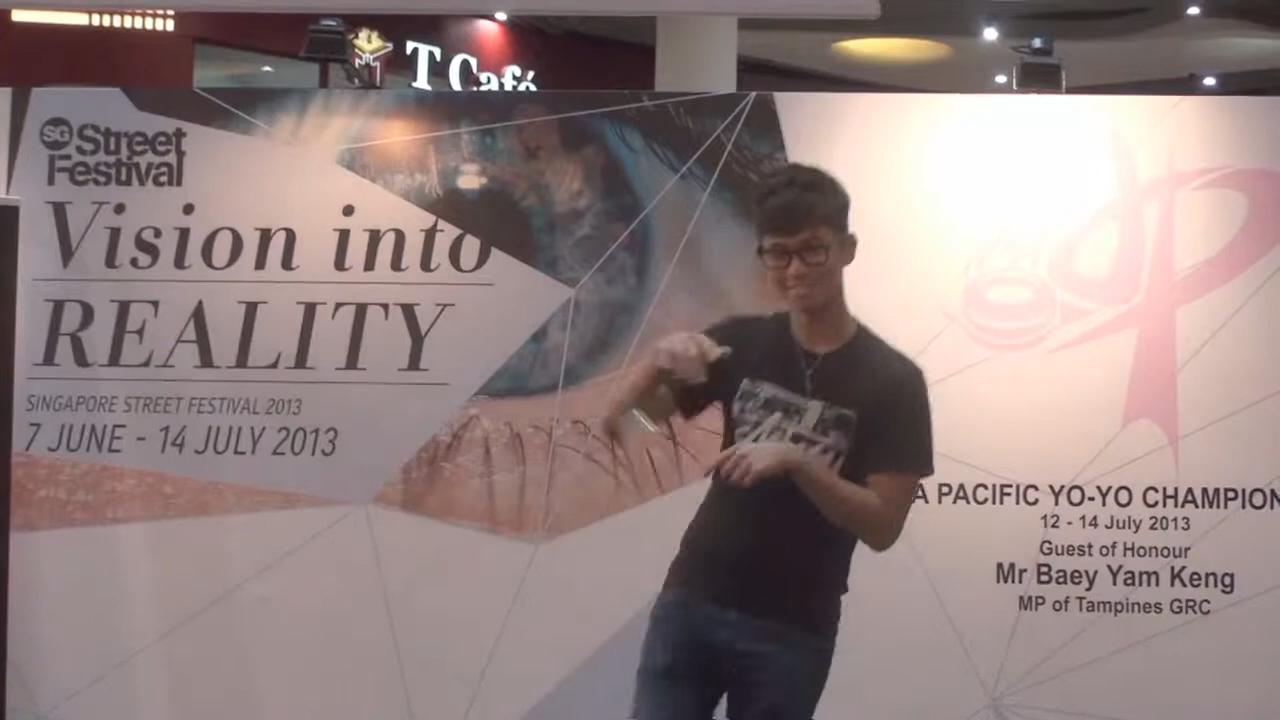 T Café
SG Street
Festival
Vision into
REALITY
SINGAPORE STREET FESTIVAL 2013
7 JUNE - 14 JULY 2013
A PACIFIC YO-YO CHAMPION
12 - 14 July 2013
Guest of Honour
Mr Baey Yam Keng
MP of Tampines GRC